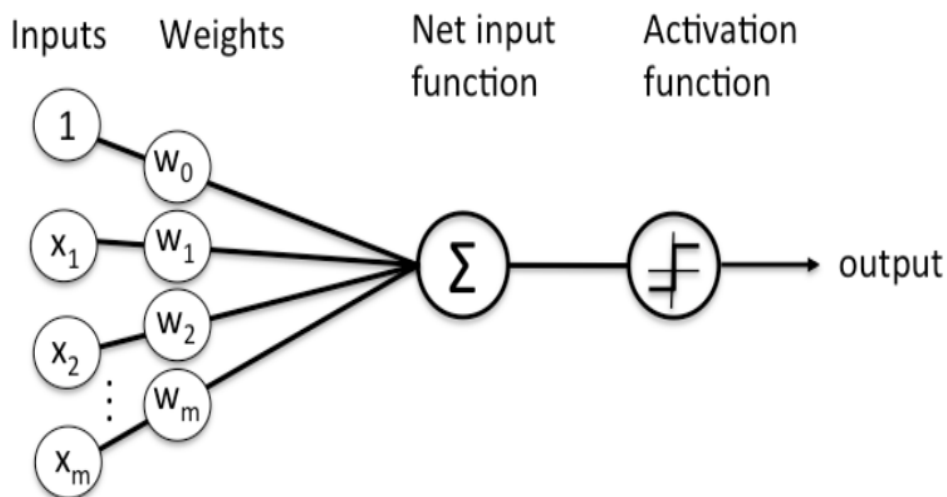 Inputs
Weights
Net input
function
Activation
function
1
w0
x1
w1
x2
w2
⋮
xm
wm
Σ
output